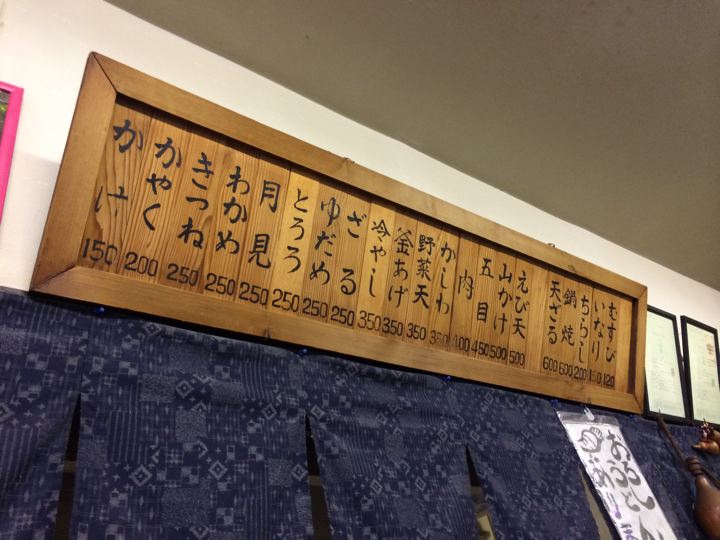 むすび 120
いなり
ちらし 200
鍋焼 600
天ざる 600
えび天 500
山かけ 500
五目 450
肉 400
かしわ 350
野菜天 350
釜あげ 350
冷やし 350
ざる 250
ゆだめ 250
とろろ 250
月見 250
わかめ 250
きつね 250
かやく 200
かけ 150